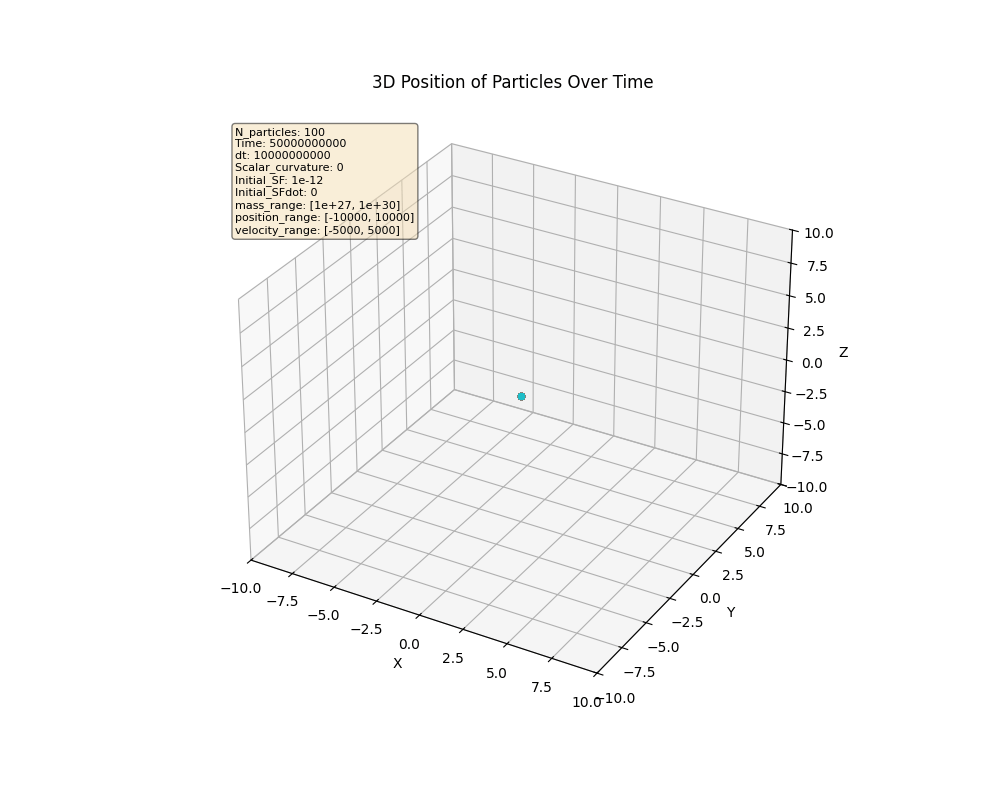 3D Position of Particles Over Time
N_particles: 100
Time: 50000000000
dt: 10000000000
Scalar_curvature: 0
Initial_SF: 1e-12
Initial_SFdot: 0
mass_range: [1e+27, 1e+30]
position_range: [-10000, 10000]
velocity_range: [-5000, 5000]
10.0
7.5
5.0
2.5
0.0
−2.5
−5.0
−7.5
−10.0
Z
10.0
7.5
5.0
2.5
0.0
−2.5
−5.0
−7.5
−10.0
Y
−10.0
−7.5
−5.0
−2.5
0.0
2.5
5.0
7.5
10.0
X